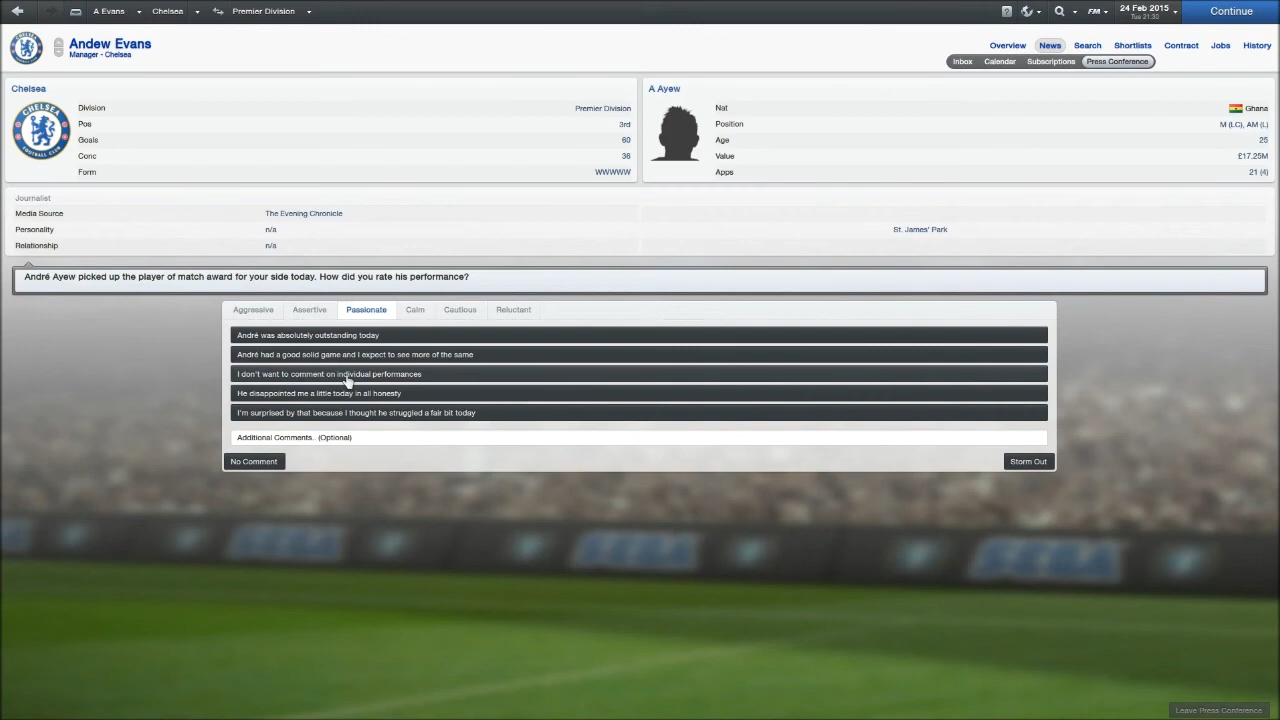 A Evans Chelsea Premier Division FM 24 Feb 2015 Continue
Tue 21:30
Andew Evans
Manager - Chelsea
Overview News Search Shortlists Contract Jobs History
Inbox Calendar Subscriptions Press Conference
Chelsea
Division Premier Division
Pos 3rd
Goals 60
Conc 36
Form WWWWW
A Ayew
Nat Ghana
Position M (LC), AM (L)
Age 25
Value £17.25M
Apps 21 (4)
Journalist
Media Source The Evening Chronicle
Personality n/a St. James' Park
Relationship n/a
André Ayew picked up the player of match award for your side today. How did you rate his performance?
Aggressive Assertive Passionate Calm Cautious Reluctant
André was absolutely outstanding today
André had a good solid game and I expect to see more of the same
I don't want to comment on individual performances
He disappointed me a little today in all honesty
I'm surprised by that because I thought he struggled a fair bit today
Additional Comments.. (Optional)
No Comment Storm Out
SEGA SEGA SEGA
Leave Press Conference